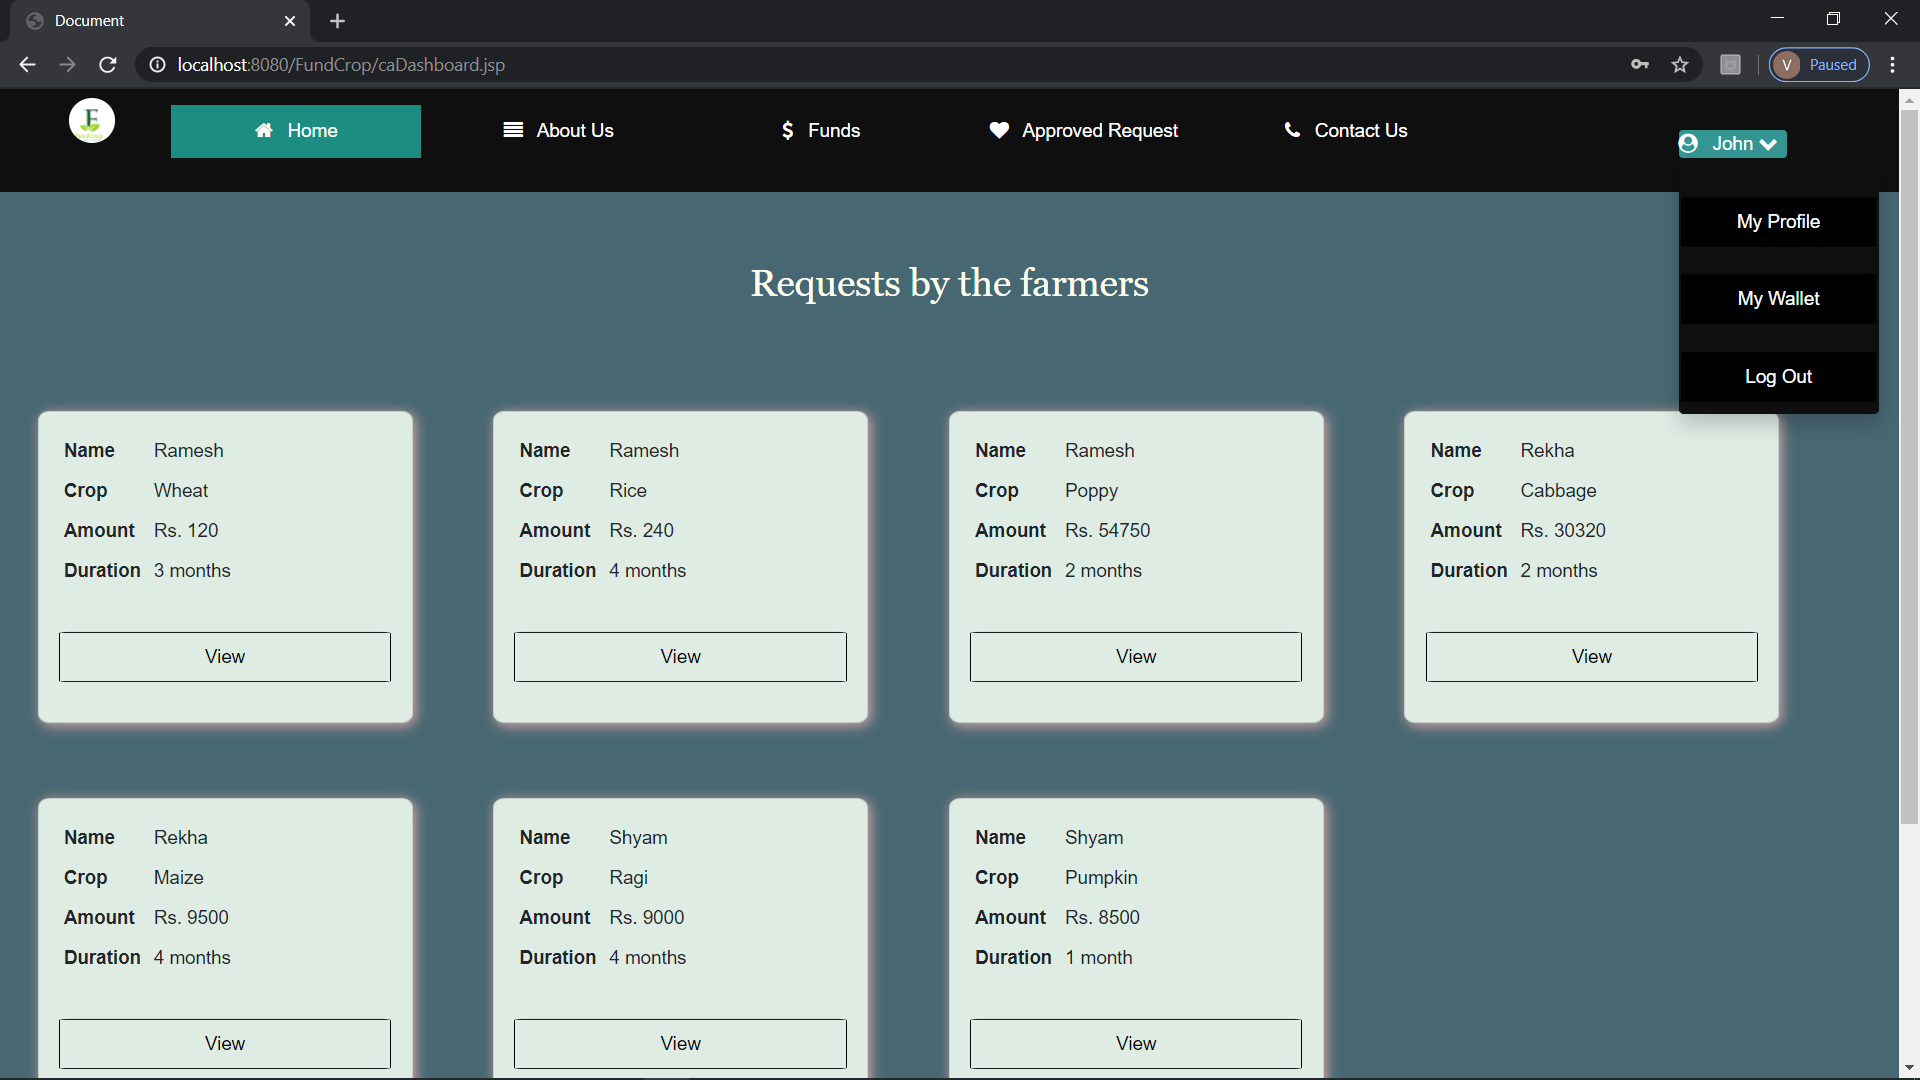 Document
localhost:8080/FundCrop/caDashboard.jsp
V Paused
F
Home
About Us
$ Funds
Approved Request
Contact Us
John
My Profile
My Wallet
Log Out
Requests by the farmers
Name Ramesh
Crop Wheat
Amount Rs. 120
Duration 3 months
View
Name Ramesh
Crop Rice
Amount Rs. 240
Duration 4 months
View
Name Ramesh
Crop Poppy
Amount Rs. 54750
Duration 2 months
View
Name Rekha
Crop Cabbage
Amount Rs. 30320
Duration 2 months
View
Name Rekha
Crop Maize
Amount Rs. 9500
Duration 4 months
View
Name Shyam
Crop Ragi
Amount Rs. 9000
Duration 4 months
View
Name Shyam
Crop Pumpkin
Amount Rs. 8500
Duration 1 month
View